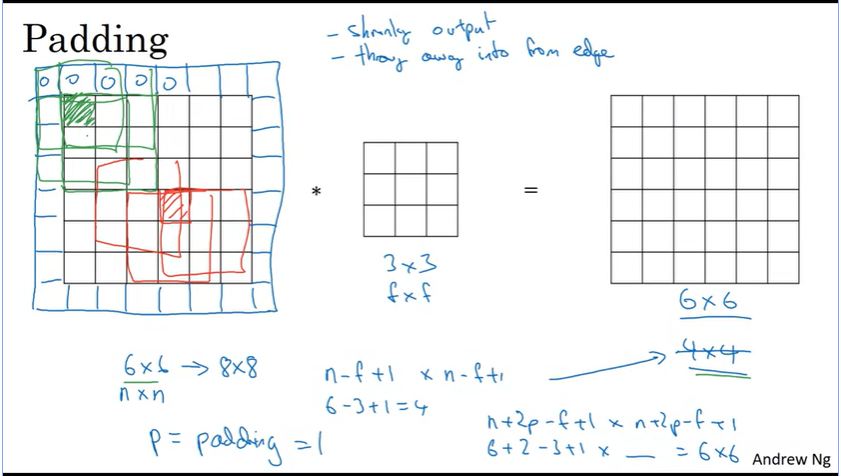 Padding
- shrinky output
- throw away info from edge
0 0 0 0 0
*
=
3×3
f×f
6×6
4×4
6×6 → 8×8
n×n
n-f+1 × n-f+1
6-3+1=4
p = padding = 1
n+2p-f+1 × n+2p-f+1
6+2-3+1 × __ = 6×6
Andrew Ng